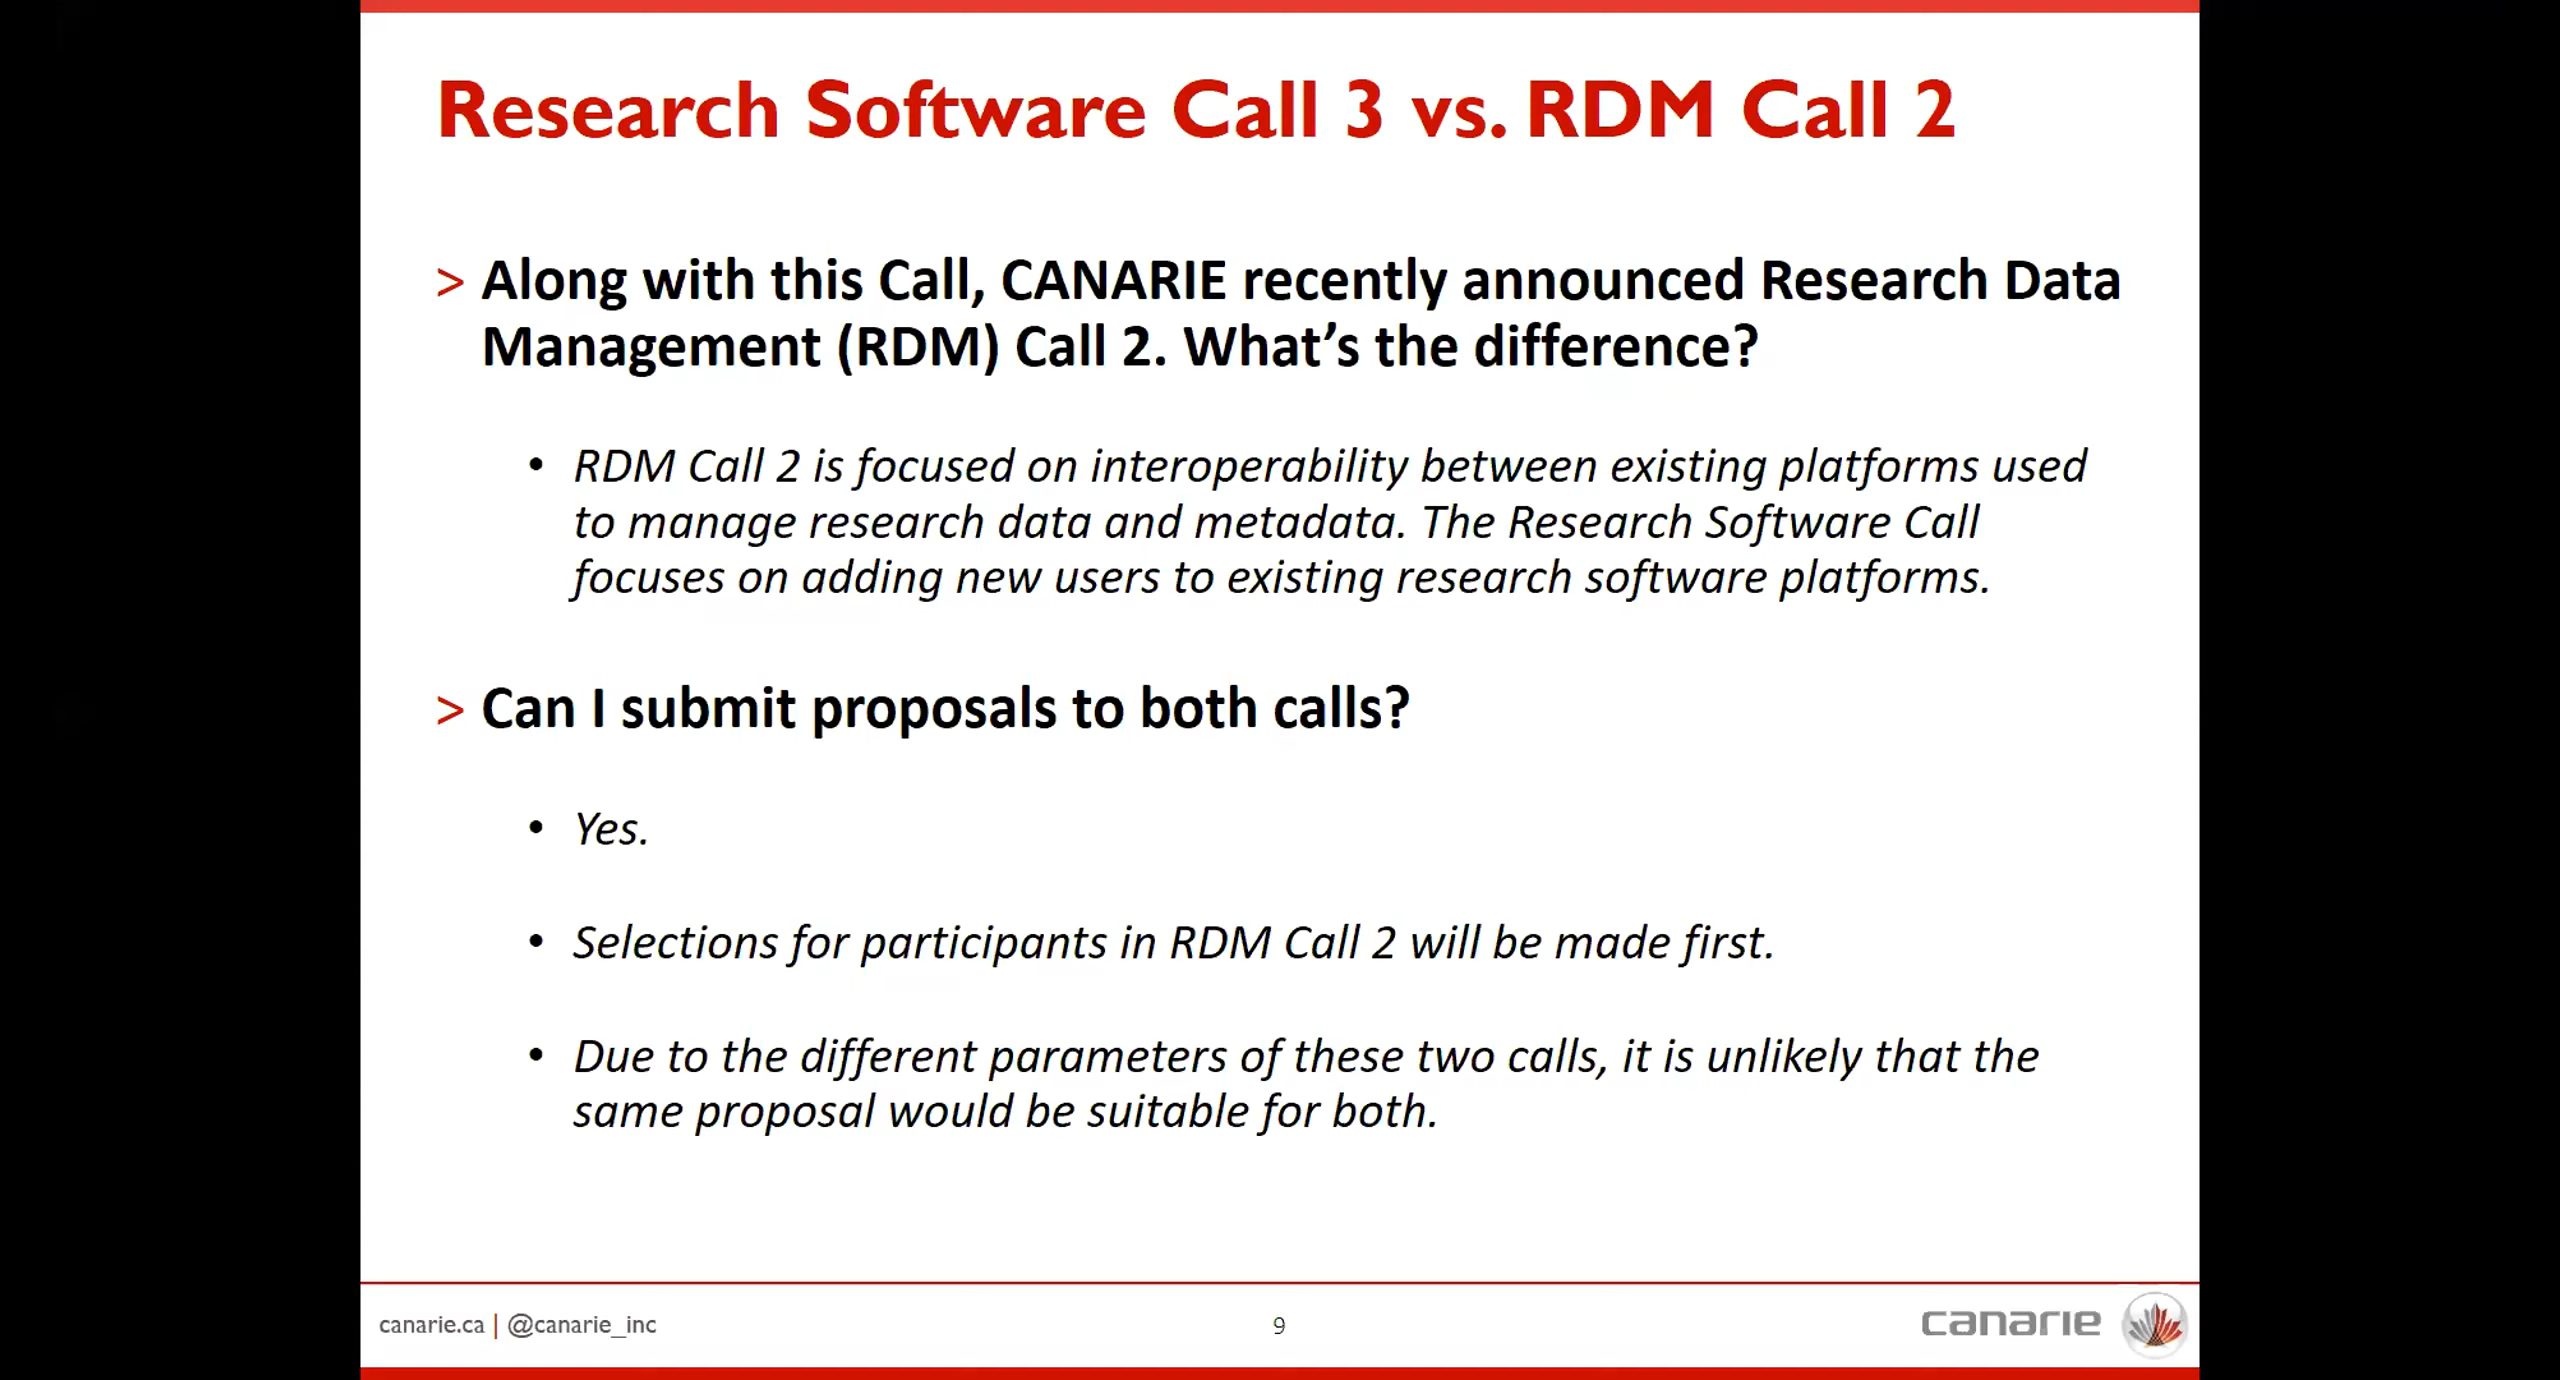 Research Software Call 3 vs. RDM Call 2
> Along with this Call, CANARIE recently announced Research Data
Management (RDM) Call 2. What’s the difference?
• RDM Call 2 is focused on interoperability between existing platforms used
to manage research data and metadata. The Research Software Call
focuses on adding new users to existing research software platforms.
> Can I submit proposals to both calls?
• Yes.
• Selections for participants in RDM Call 2 will be made first.
• Due to the different parameters of these two calls, it is unlikely that the
same proposal would be suitable for both.
canarie.ca | @canarie_inc
9
canarie